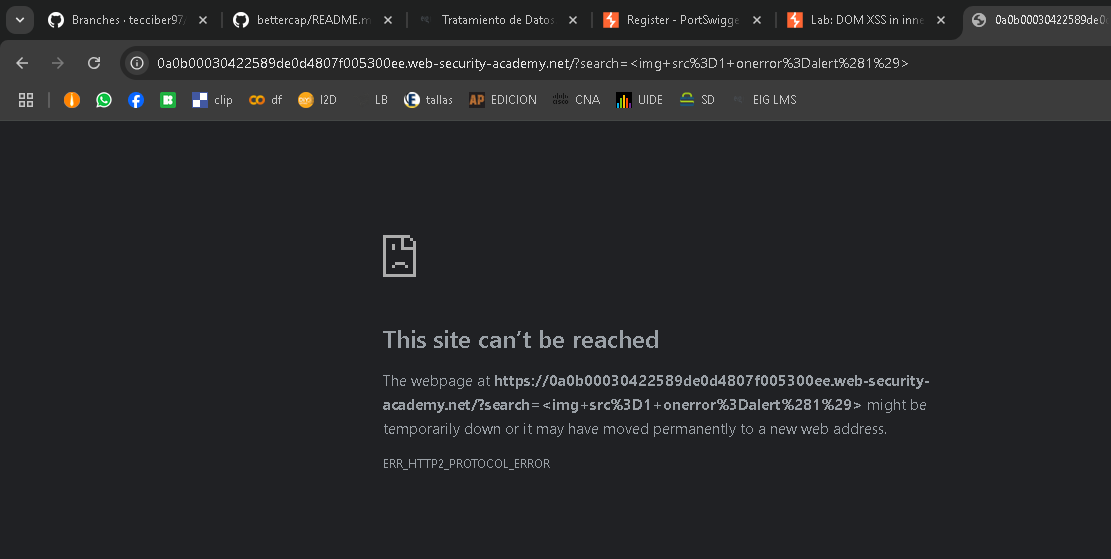 Branches · tecciber97/
bettercap/README.m
Tratamiento de Datos
Register - PortSwigge
Lab: DOM XSS in inne
0a0b00030422589de0d
0a0b00030422589de0d4807f005300ee.web-security-academy.net/?search=<img+src%3D1+onerror%3Dalert%281%29>
clip df I2D LB tallas EDICION CNA UIDE SD EIG LMS
This site can’t be reached
The webpage at https://0a0b00030422589de0d4807f005300ee.web-security-
academy.net/?search=<img+src%3D1+onerror%3Dalert%281%29> might be
temporarily down or it may have moved permanently to a new web address.
ERR_HTTP2_PROTOCOL_ERROR